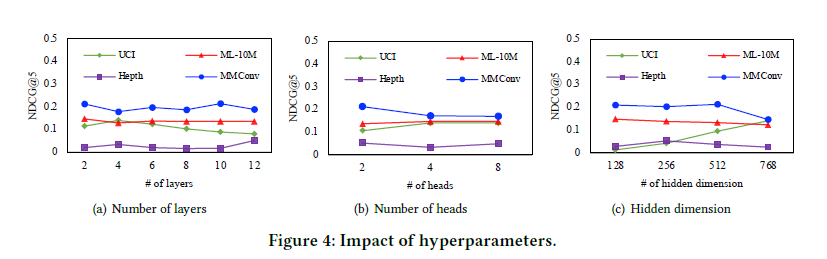 0.5
0.4
0.3
0.2
0.1
0
NDCG@5
UCI
ML-10M
Hepth
MMConv
2 4 6 8 10 12
# of layers
(a) Number of layers
0.5
0.4
0.3
0.2
0.1
0
NDCG@5
UCI
ML-10M
Hepth
MMConv
2 4 8
# of heads
(b) Number of heads
0.5
0.4
0.3
0.2
0.1
0
NDCG@5
UCI
ML-10M
Hepth
MMConv
128 256 512 768
# of hidden dimension
(c) Hidden dimension
Figure 4: Impact of hyperparameters.